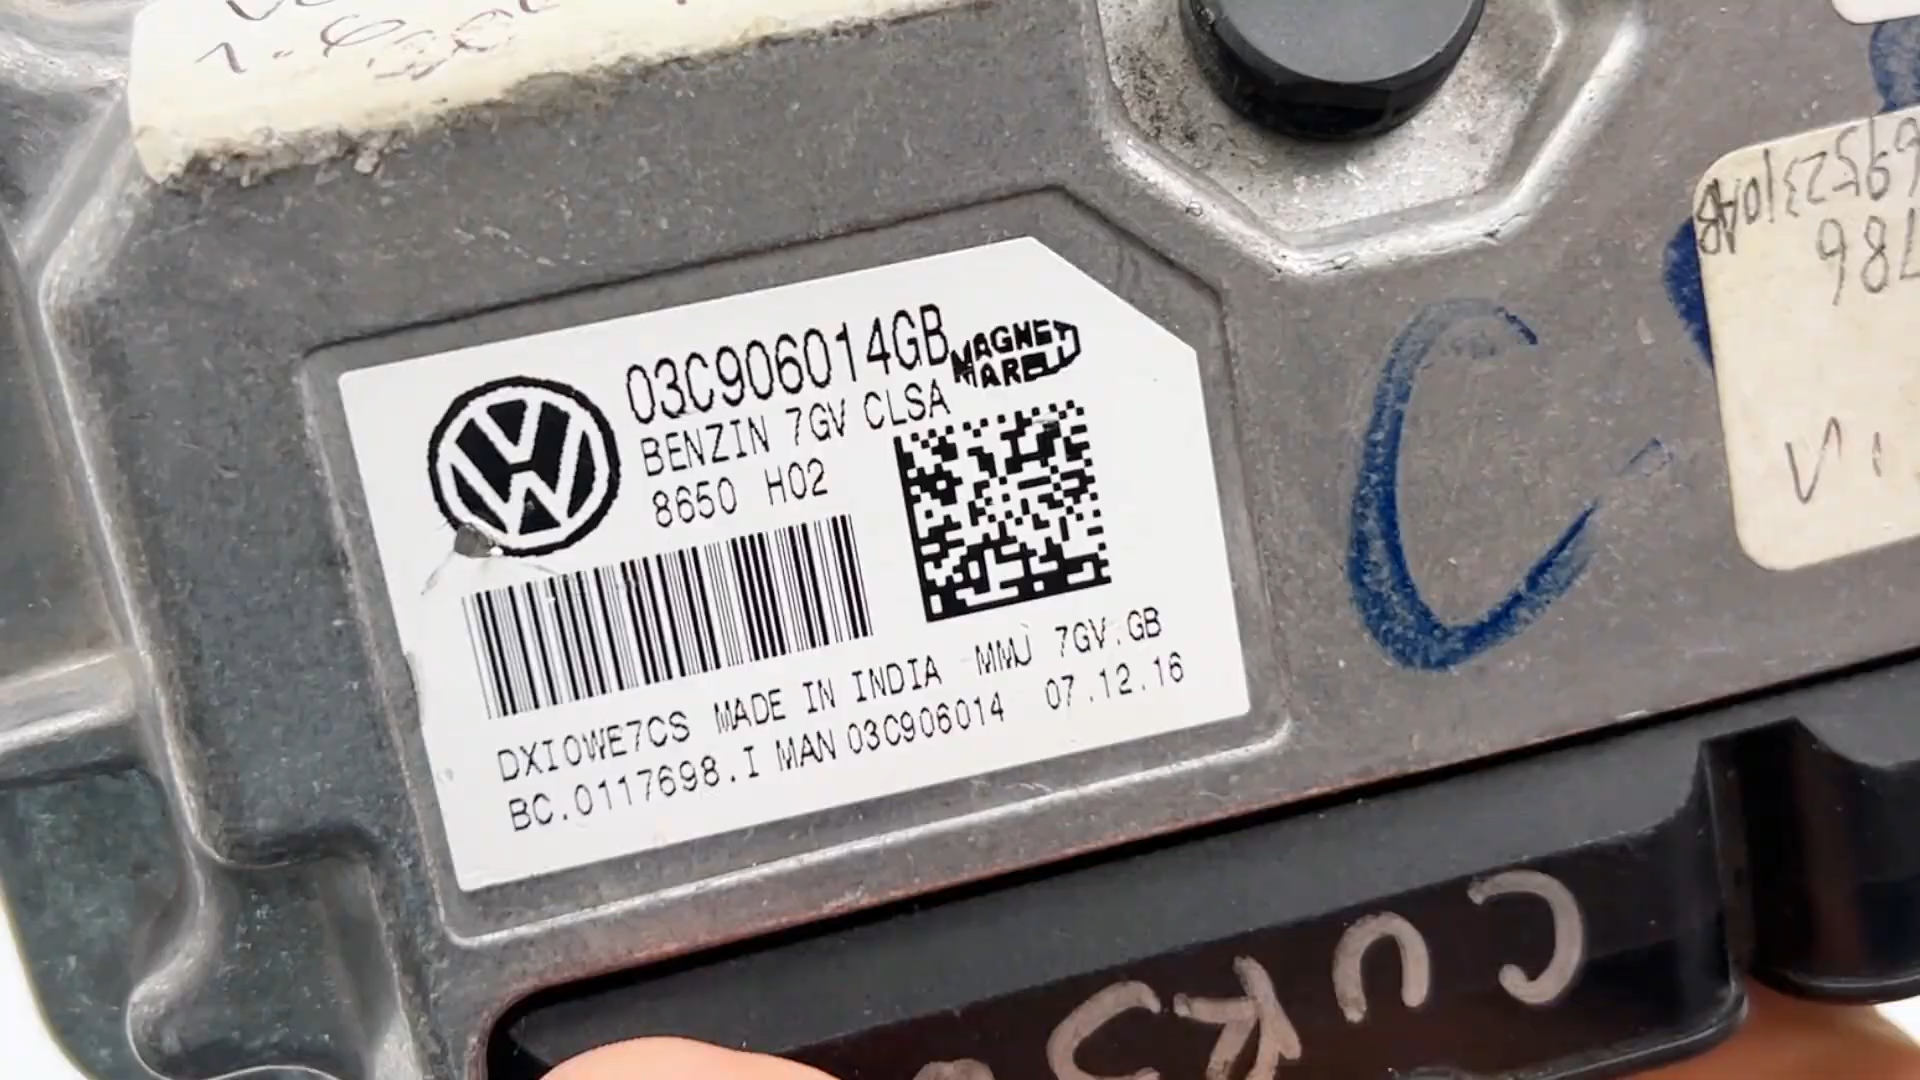 03C906014GB
MAGNETI
MARELLI
BENZIN 7GV CLSA
8650 H02
DXIOWE7CS MADE IN INDIA MMJ 7GV.GB
BC.0117698.I MAN 03C906014 07.12.16
C
786